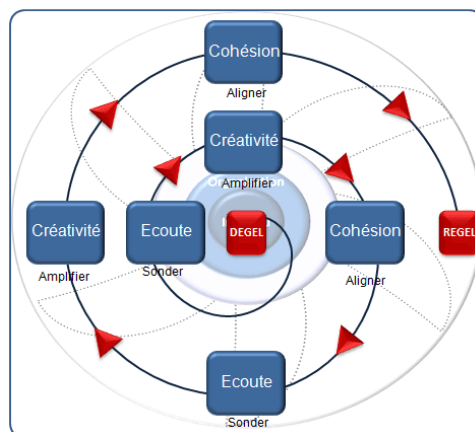 Cohésion
Aligner
Créativité
Amplifier
Créativité
Amplifier
Ecoute
Sonder
DEGEL
Cohésion
Aligner
REGEL
Ecoute
Sonder